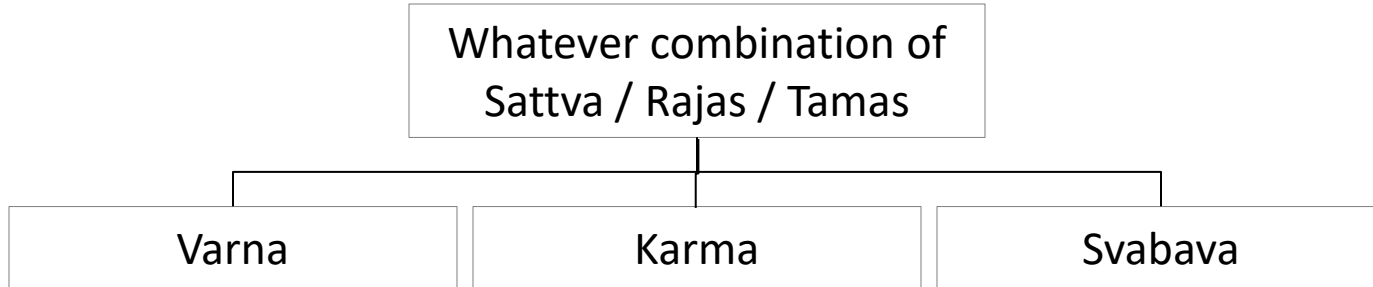 Whatever combination of
Sattva / Rajas / Tamas
Varna
Karma
Svabava